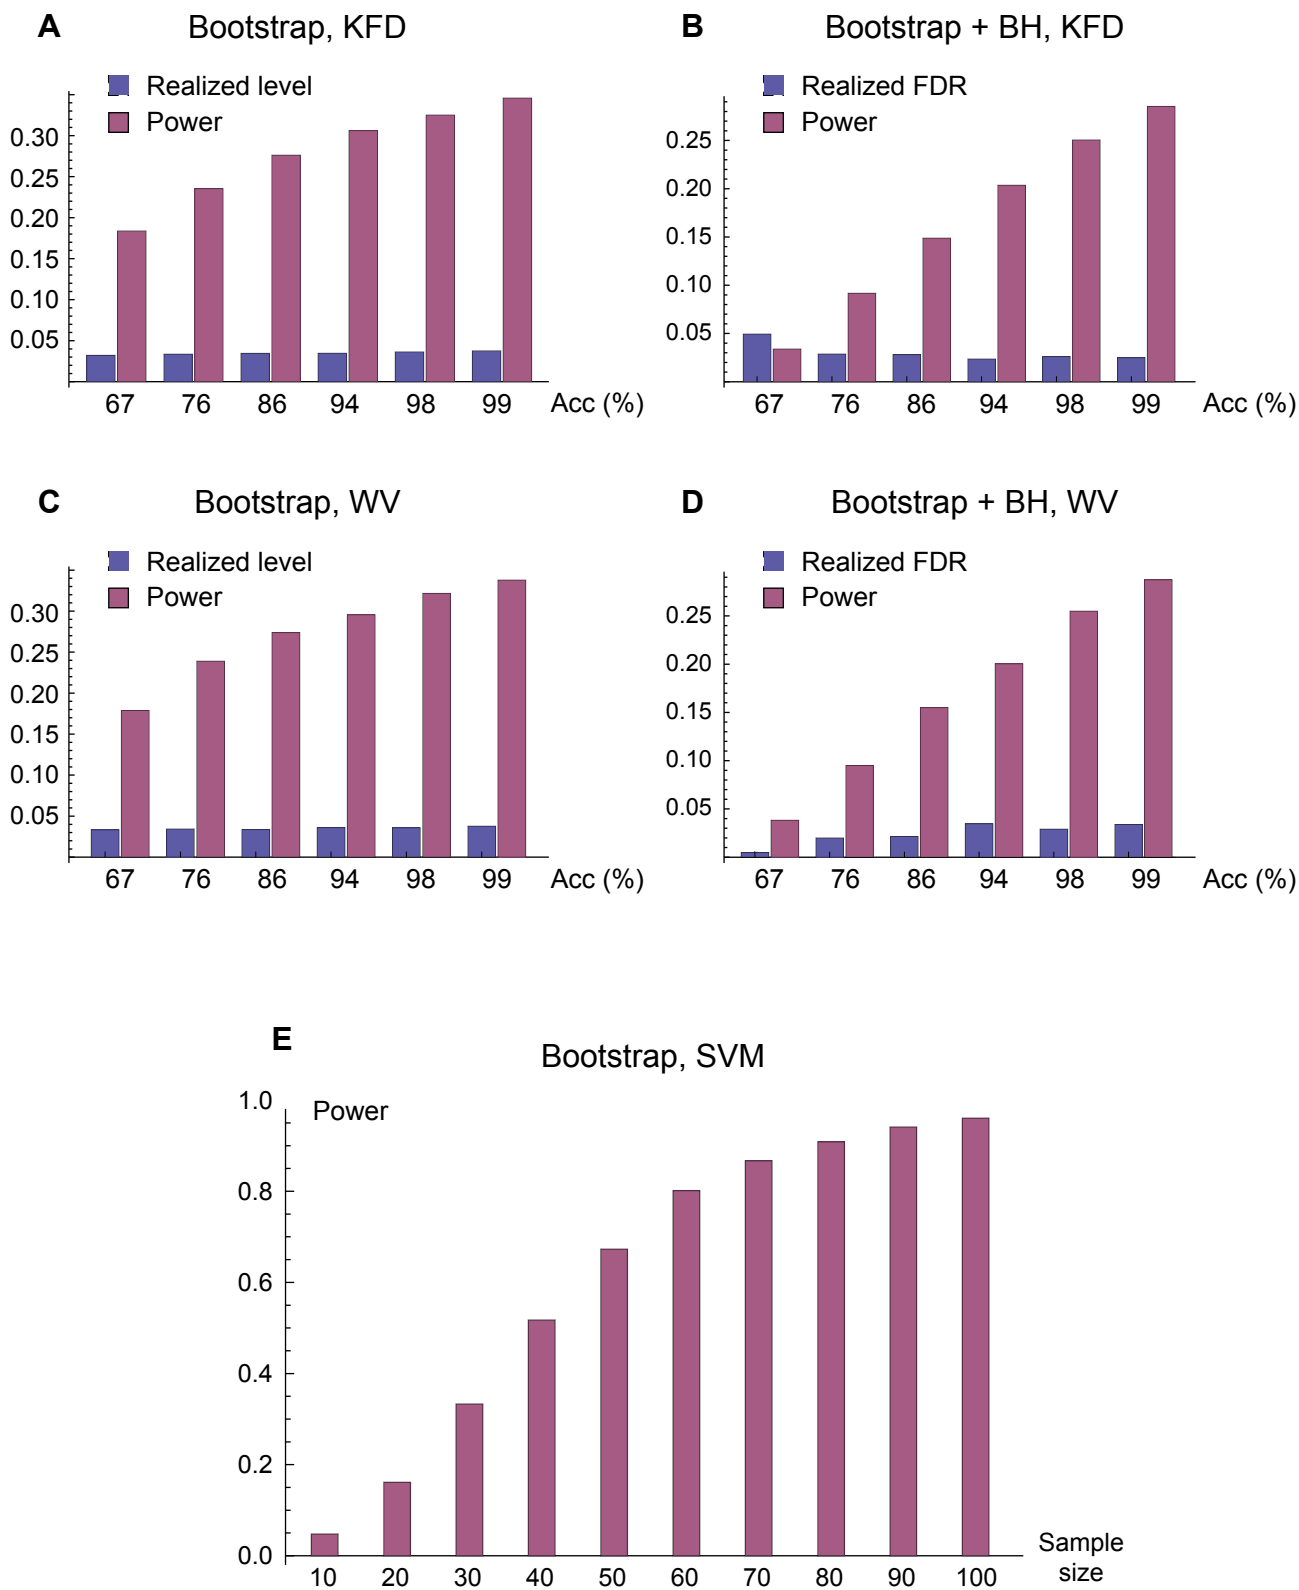 A
Bootstrap, KFD
Realized level
Power
0.30
0.25
0.20
0.15
0.10
0.05
67 76 86 94 98 99 Acc (%)
B
Bootstrap + BH, KFD
Realized FDR
Power
0.25
0.20
0.15
0.10
0.05
67 76 86 94 98 99 Acc (%)
C
Bootstrap, WV
Realized level
Power
0.30
0.25
0.20
0.15
0.10
0.05
67 76 86 94 98 99 Acc (%)
D
Bootstrap + BH, WV
Realized FDR
Power
0.25
0.20
0.15
0.10
0.05
67 76 86 94 98 99 Acc (%)
E
Bootstrap, SVM
Power
1.0
0.8
0.6
0.4
0.2
0.0
10 20 30 40 50 60 70 80 90 100
Sample
size